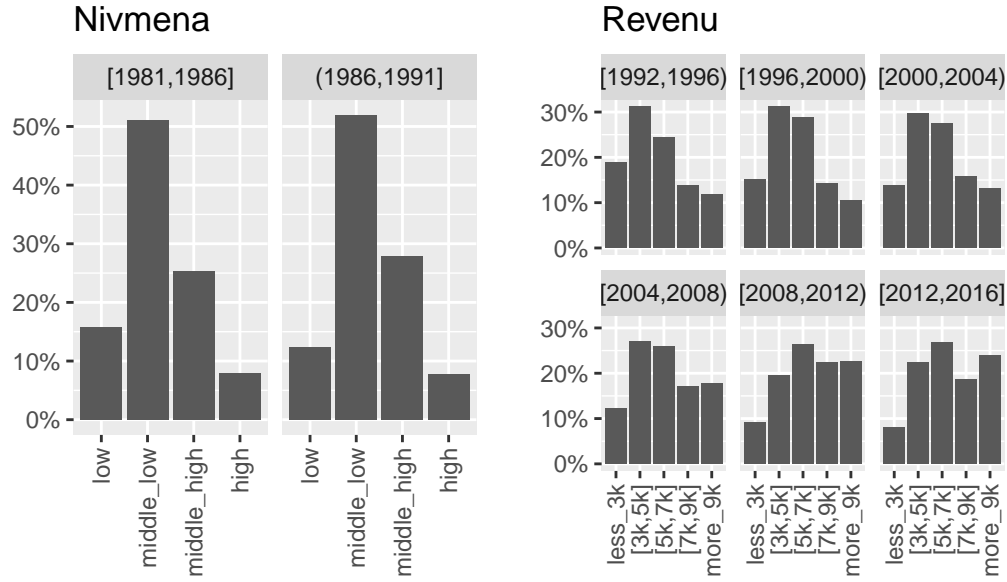 Nivmena
[1981,1986]
(1986,1991]
50%
40%
30%
20%
10%
0%
low
middle_low
middle_high
high
low
middle_low
middle_high
high
Revenu
[1992,1996)
[1996,2000)
[2000,2004)
30%
20%
10%
0%
[2004,2008)
[2008,2012)
[2012,2016]
30%
20%
10%
0%
less_3k
[3k,5k]
[5k,7k]
[7k,9k]
more_9k
less_3k
[3k,5k]
[5k,7k]
[7k,9k]
more_9k
less_3k
[3k,5k]
[5k,7k]
[7k,9k]
more_9k